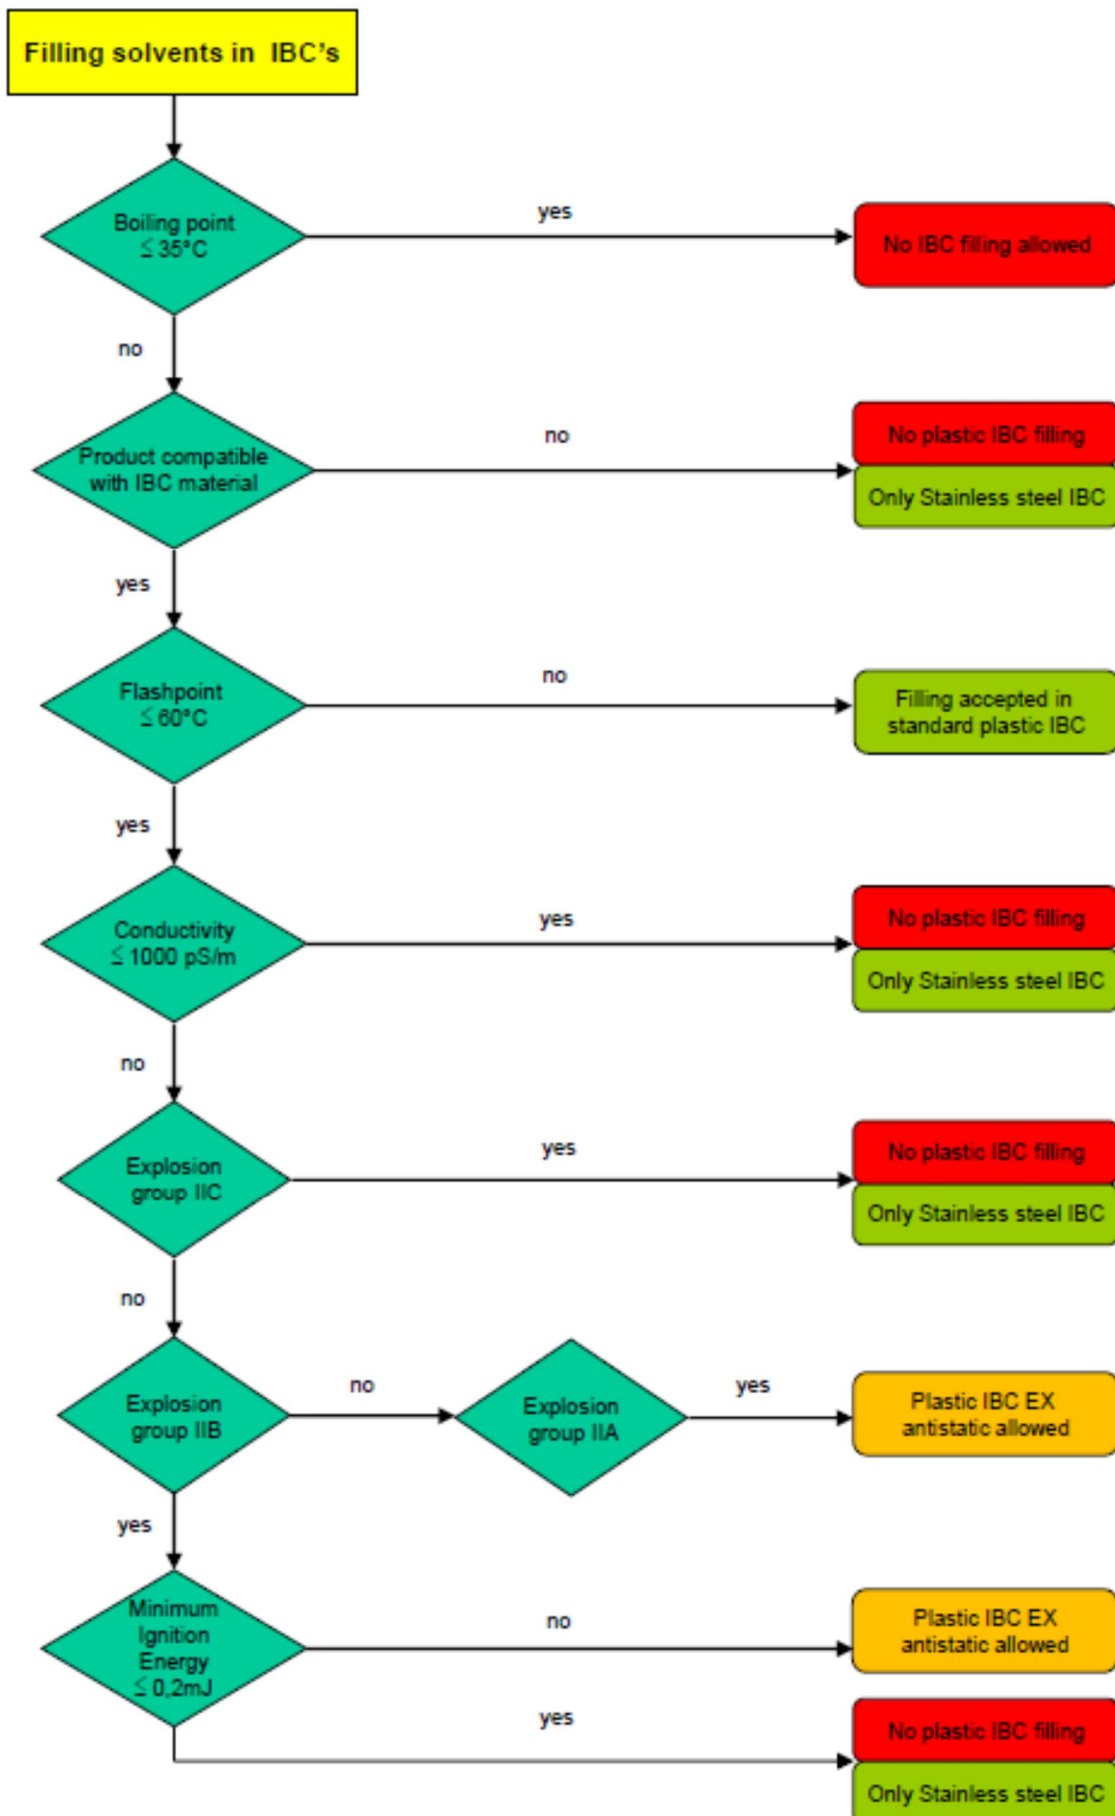 Filling solvents in IBC's
Boiling point
≤ 35°C
yes
No IBC filling allowed
no
Product compatible
with IBC material
no
No plastic IBC filling
Only Stainless steel IBC
yes
Flashpoint
≤ 60°C
no
Filling accepted in
standard plastic IBC
yes
Conductivity
≤ 1000 pS/m
yes
No plastic IBC filling
Only Stainless steel IBC
no
Explosion
group IIC
yes
No plastic IBC filling
Only Stainless steel IBC
no
Explosion
group IIB
no
Explosion
group IIA
yes
Plastic IBC EX
antistatic allowed
yes
Minimum
Ignition
Energy
≤ 0,2mJ
no
Plastic IBC EX
antistatic allowed
yes
No plastic IBC filling
Only Stainless steel IBC